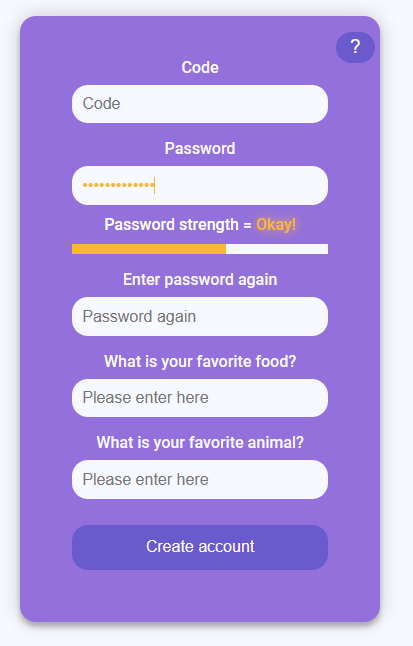 ?
Code
Code
Password
•••••••••••••
Password strength = Okay!
Enter password again
Password again
What is your favorite food?
Please enter here
What is your favorite animal?
Please enter here
Create account